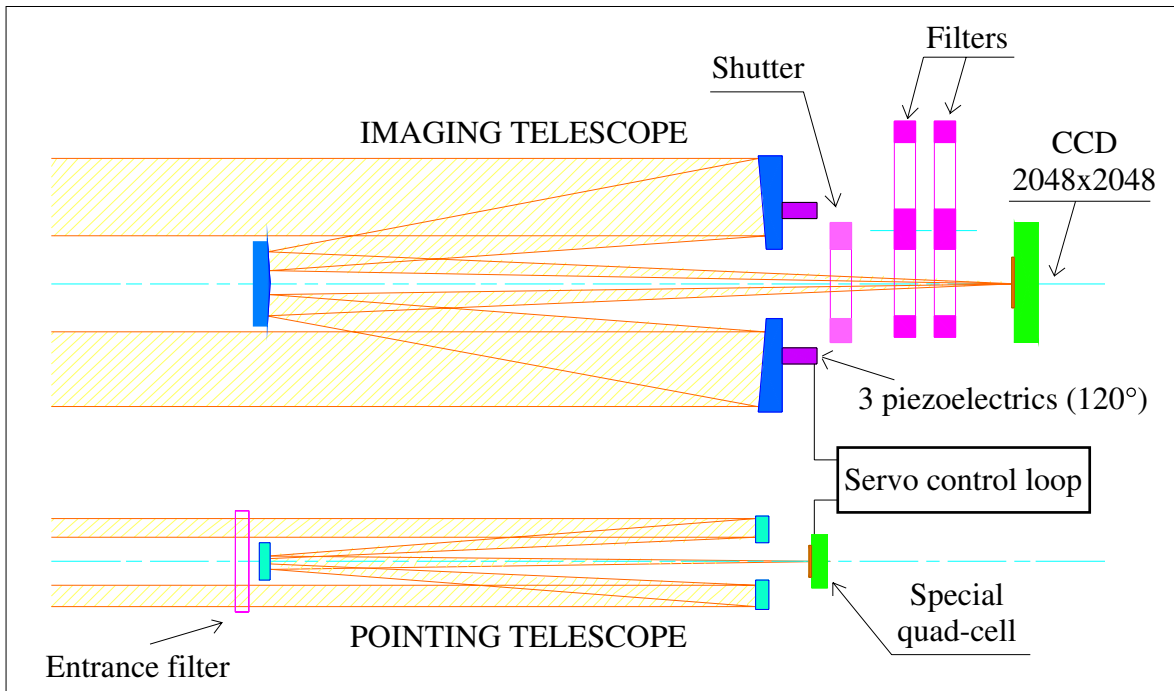 Filters
Shutter
IMAGING TELESCOPE
CCD
2048x2048
3 piezoelectrics (120°)
Servo control loop
Special
quad-cell
POINTING TELESCOPE
Entrance filter